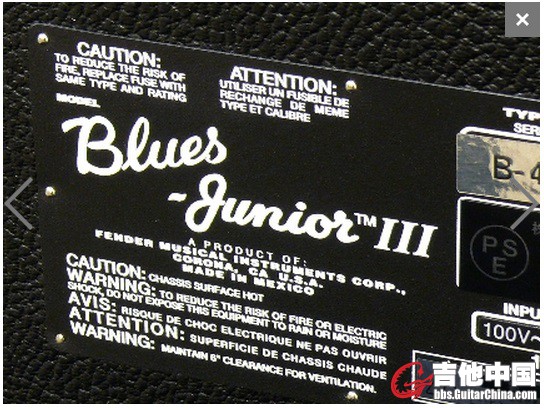 CAUTION:
TO REDUCE THE RISK OF
FIRE, REPLACE FUSE WITH
SAME TYPE AND RATING
ATTENTION:
UTILISER UN FUSIBLE DE
RECHANGE DE MEME
TYPE ET CALIBRE
MODEL
Blues
-Junior™ III
A PRODUCT OF:
FENDER MUSICAL INSTRUMENTS CORP.,
CORONA, CA U.S.A.
MADE IN MEXICO
CAUTION: CHASSIS SURFACE HOT
WARNING: TO REDUCE THE RISK OF FIRE OR ELECTRIC
SHOCK, DO NOT EXPOSE THIS EQUIPMENT TO RAIN OR MOISTURE
AVIS: RISQUE DE CHOC ELECTRIQUE NE PAS OUVRIR
ATTENTION: SUPERFICIE DE CHASSIS CHAUDE
WARNING: MAINTAIN 6" CLEARANCE FOR VENTILATION.
TYP
SERI
B-4
PS
E
INPU
100V~
吉他中国
bbs.GuitarChina.com